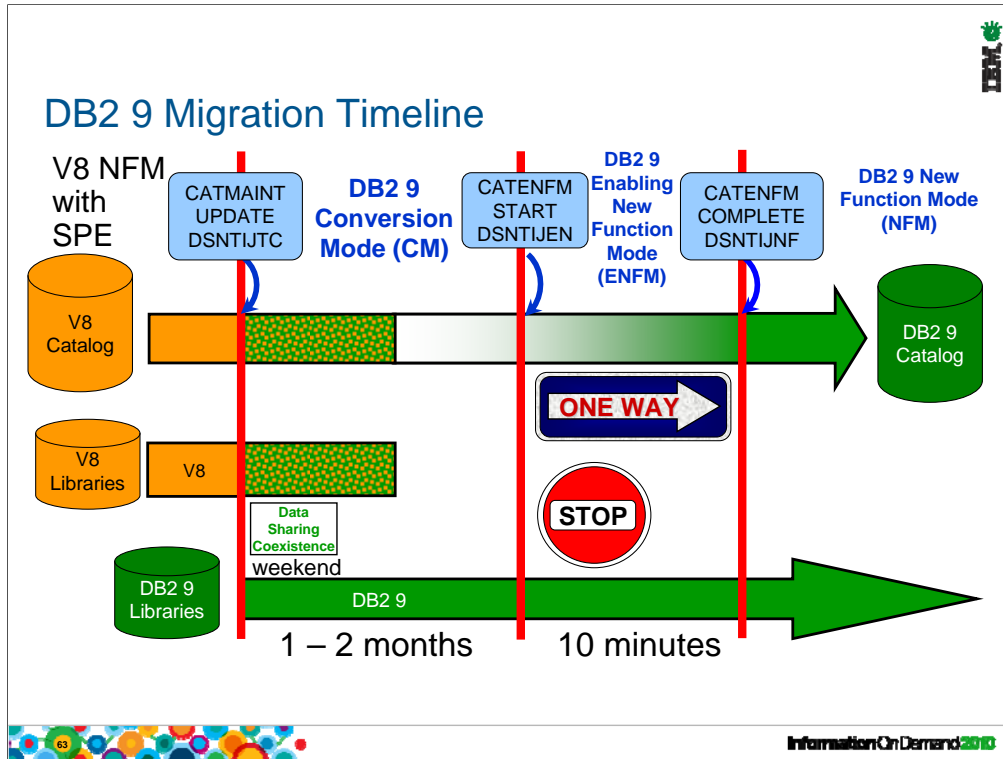 IBM
DB2 9 Migration Timeline
V8 NFM
with
SPE
CATMAINT
UPDATE
DSNTIJTC
DB2 9
Conversion
Mode (CM)
CATENFM
START
DSNTIJEN
DB2 9
Enabling
New
Function
Mode
(ENFM)
CATENFM
COMPLETE
DSNTIJNF
DB2 9 New
Function Mode
(NFM)
V8
Catalog
DB2 9
Catalog
ONE WAY
V8
Libraries
V8
STOP
Data
Sharing
Coexistence
weekend
DB2 9
Libraries
DB2 9
1 – 2 months
10 minutes
63
Information On Demand 2010